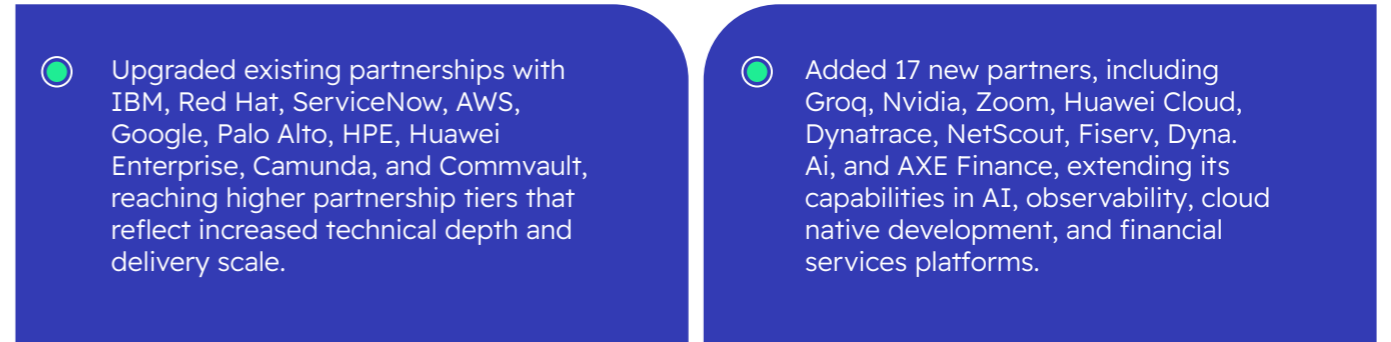 Upgraded existing partnerships with
IBM, Red Hat, ServiceNow, AWS,
Google, Palo Alto, HPE, Huawei
Enterprise, Camunda, and Commvault,
reaching higher partnership tiers that
reflect increased technical depth and
delivery scale.
Added 17 new partners, including
Groq, Nvidia, Zoom, Huawei Cloud,
Dynatrace, NetScout, Fiserv, Dyna.
Ai, and AXE Finance, extending its
capabilities in AI, observability, cloud
native development, and financial
services platforms.